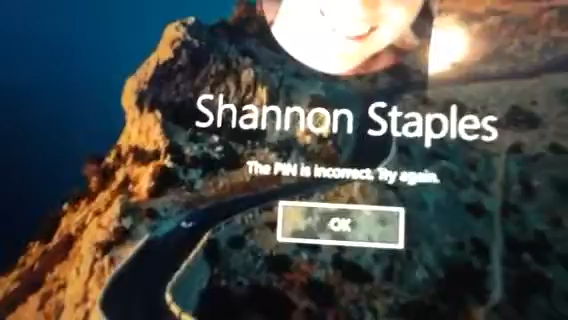 Shannon Staples
The PIN is incorrect. Try again.
OK